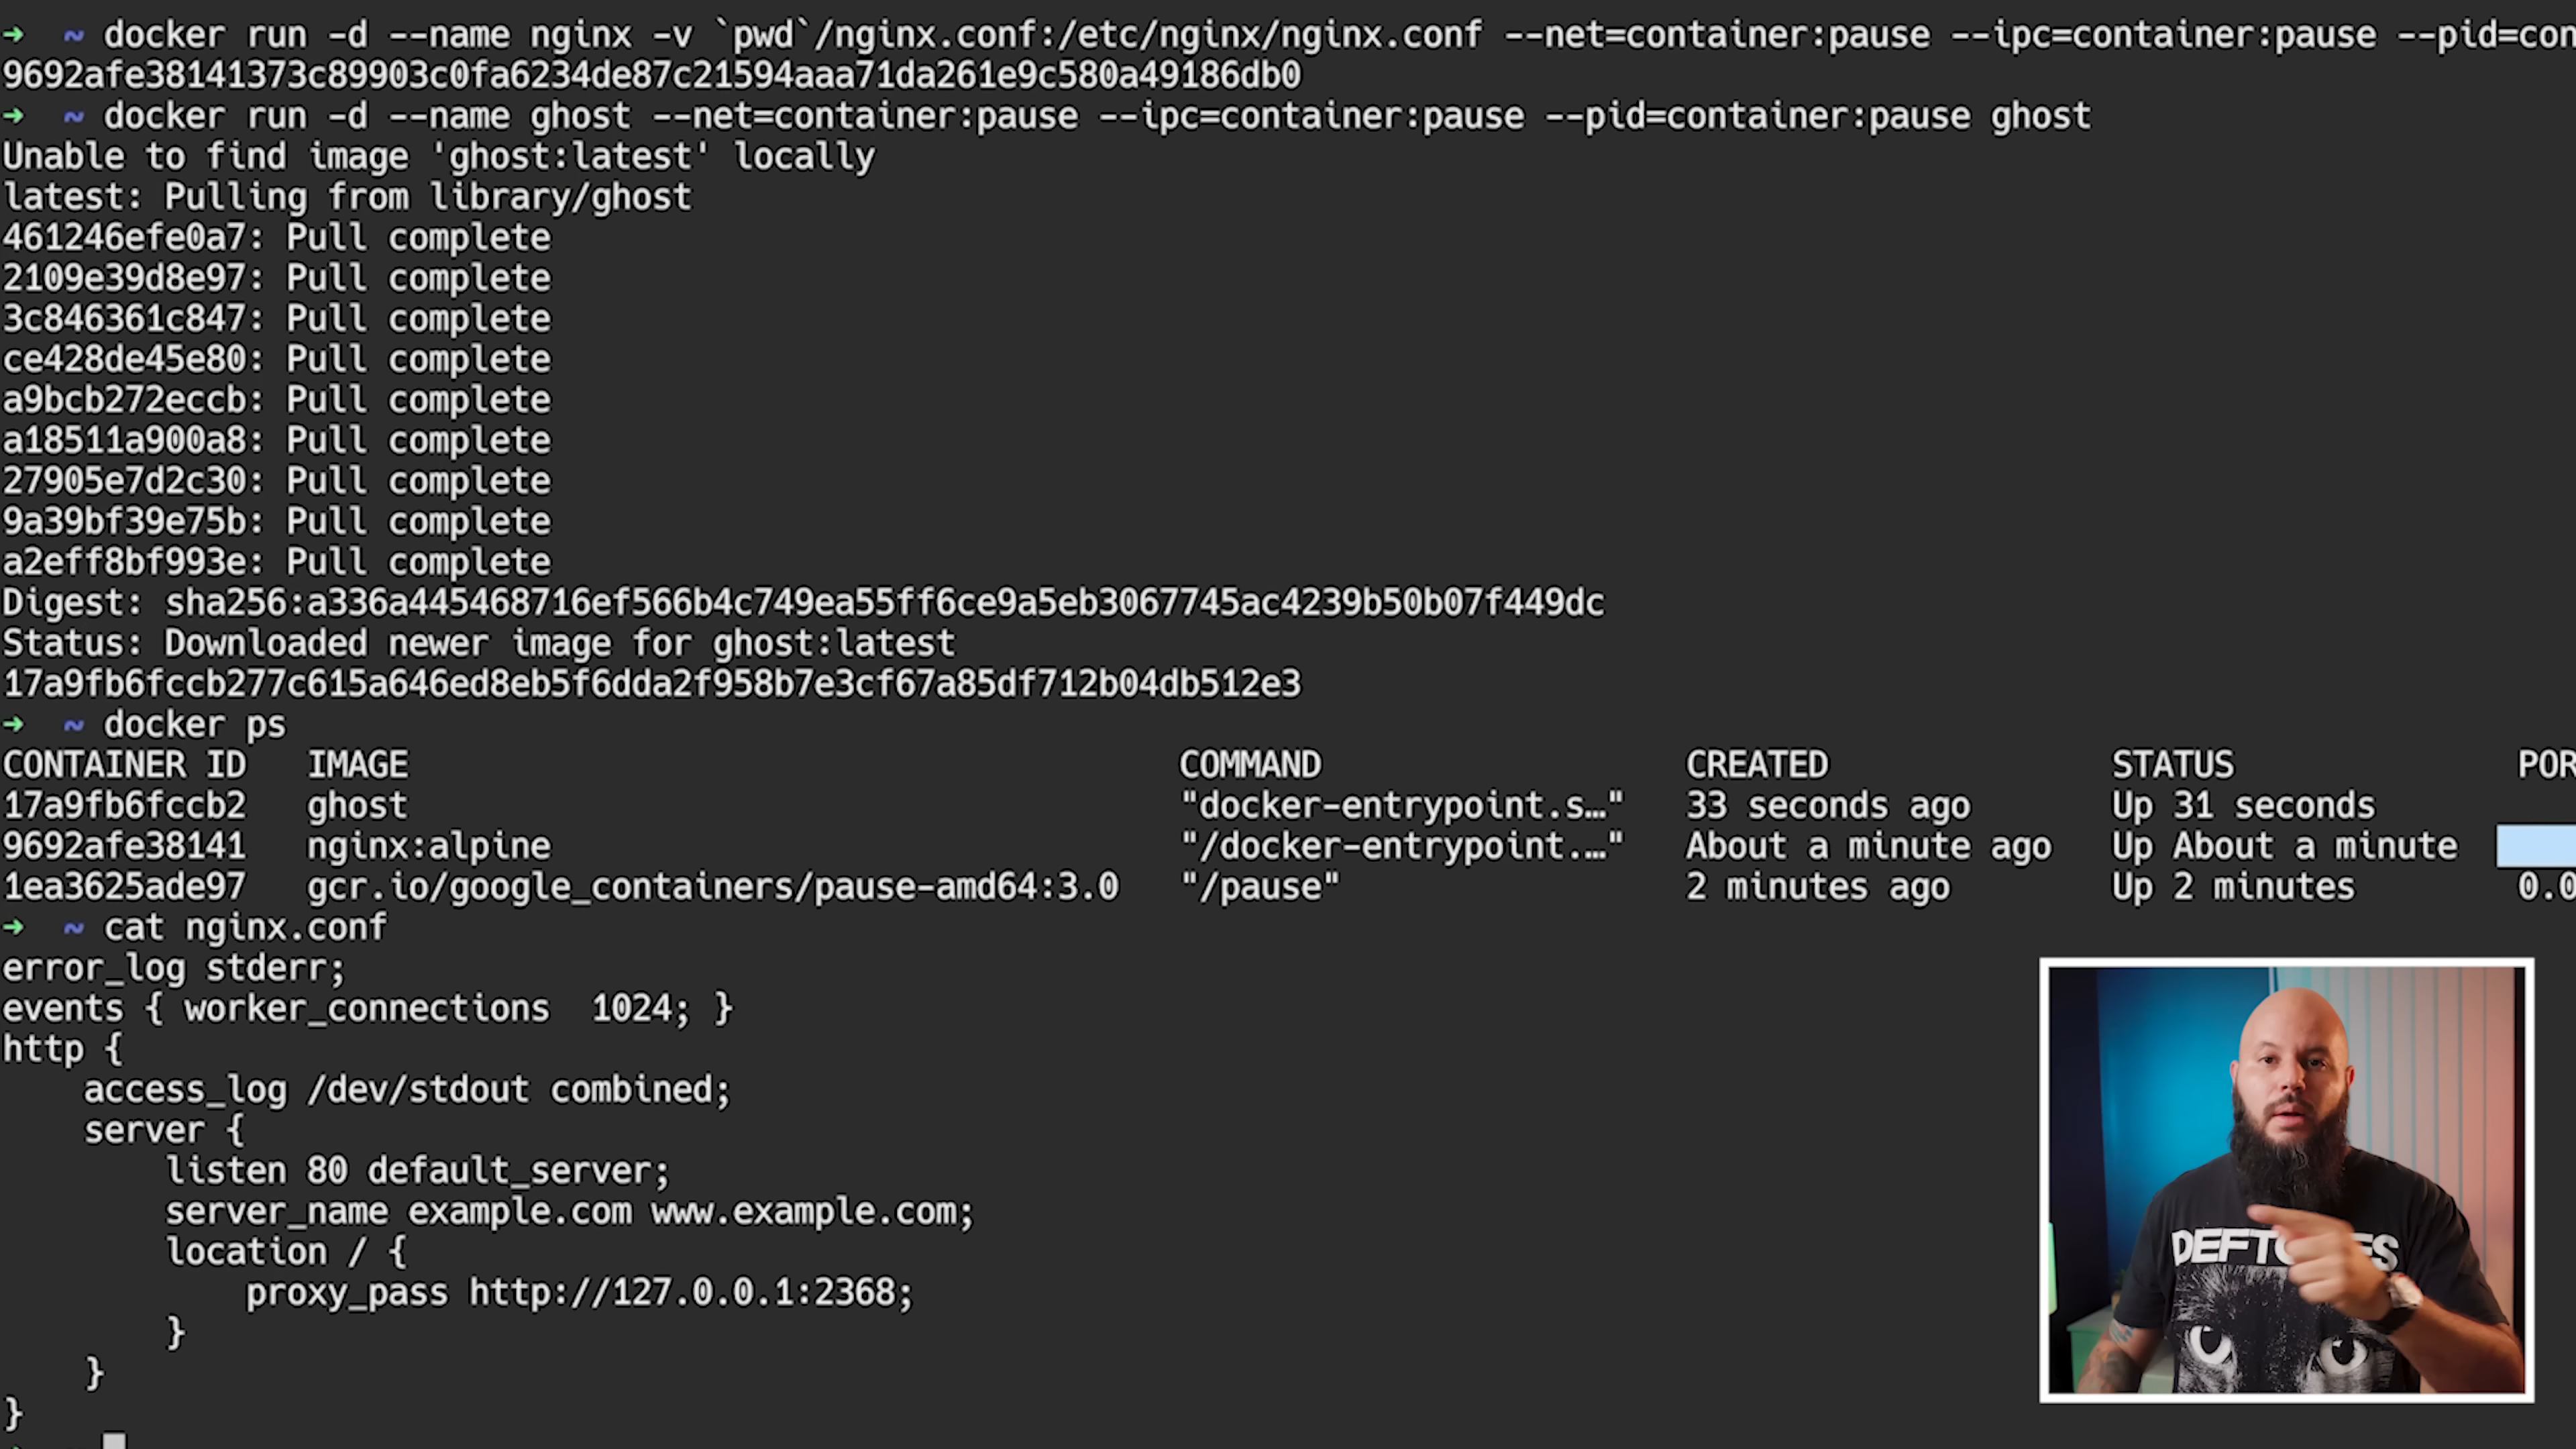 ➜ ~ docker run -d --name nginx -v `pwd`/nginx.conf:/etc/nginx/nginx.conf --net=container:pause --ipc=container:pause --pid=con
9692afe38141373c89903c0fa6234de87c21594aaa71da261e9c580a49186db0
➜ ~ docker run -d --name ghost --net=container:pause --ipc=container:pause --pid=container:pause ghost
Unable to find image 'ghost:latest' locally
latest: Pulling from library/ghost
461246efe0a7: Pull complete
2109e39d8e97: Pull complete
3c846361c847: Pull complete
ce428de45e80: Pull complete
a9bcb272eccb: Pull complete
a18511a900a8: Pull complete
27905e7d2c30: Pull complete
9a39bf39e75b: Pull complete
a2eff8bf993e: Pull complete
Digest: sha256:a336a445468716ef566b4c749ea55ff6ce9a5eb3067745ac4239b50b07f449dc
Status: Downloaded newer image for ghost:latest
17a9fb6fccb277c615a646ed8eb5f6dda2f958b7e3cf67a85df712b04db512e3
➜ ~ docker ps
CONTAINER ID IMAGE COMMAND CREATED STATUS POR
17a9fb6fccb2 ghost "docker-entrypoint.s…" 33 seconds ago Up 31 seconds
9692afe38141 nginx:alpine "/docker-entrypoint.…" About a minute ago Up About a minute
1ea3625ade97 gcr.io/google_containers/pause-amd64:3.0 "/pause" 2 minutes ago Up 2 minutes 0.0
➜ ~ cat nginx.conf
error_log stderr;
events { worker_connections 1024; }
http {
access_log /dev/stdout combined;
server {
listen 80 default_server;
server_name example.com www.example.com;
location / {
proxy_pass http://127.0.0.1:2368;
}
}
}